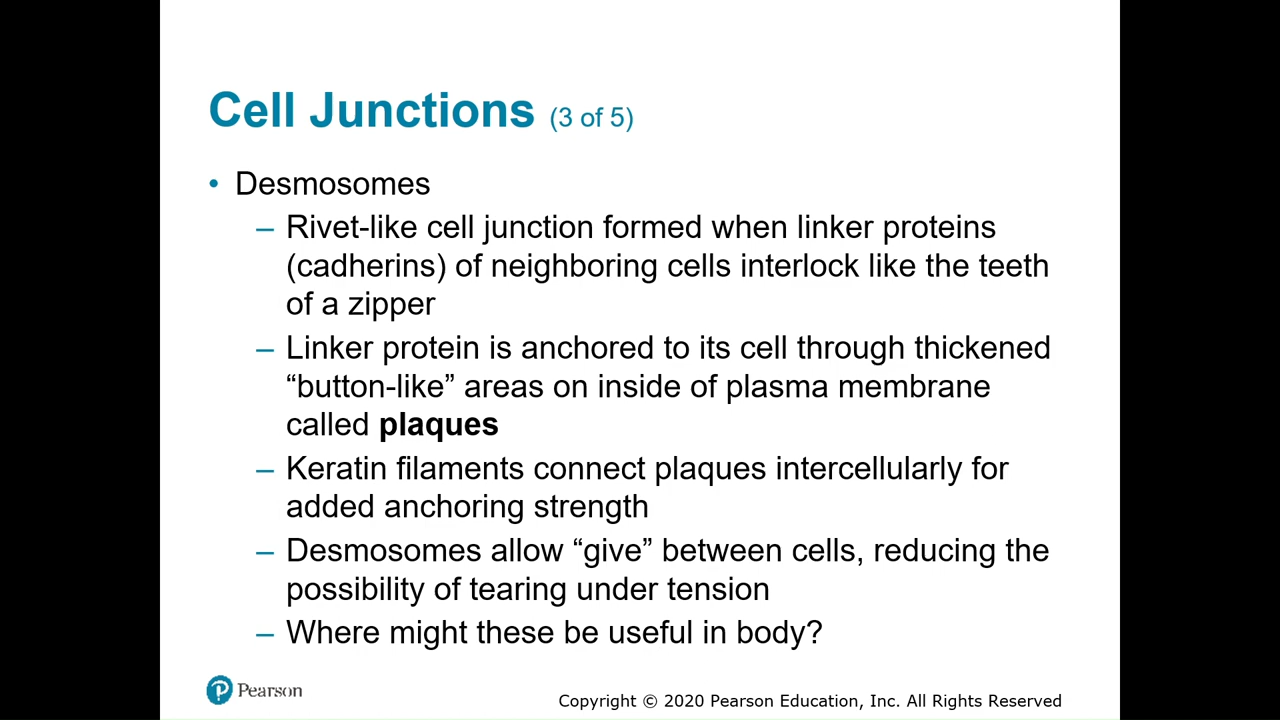 Cell Junctions (3 of 5)
• Desmosomes
– Rivet-like cell junction formed when linker proteins
(cadherins) of neighboring cells interlock like the teeth
of a zipper
– Linker protein is anchored to its cell through thickened
“button-like” areas on inside of plasma membrane
called plaques
– Keratin filaments connect plaques intercellularly for
added anchoring strength
– Desmosomes allow “give” between cells, reducing the
possibility of tearing under tension
– Where might these be useful in body?
P Pearson
Copyright © 2020 Pearson Education, Inc. All Rights Reserved